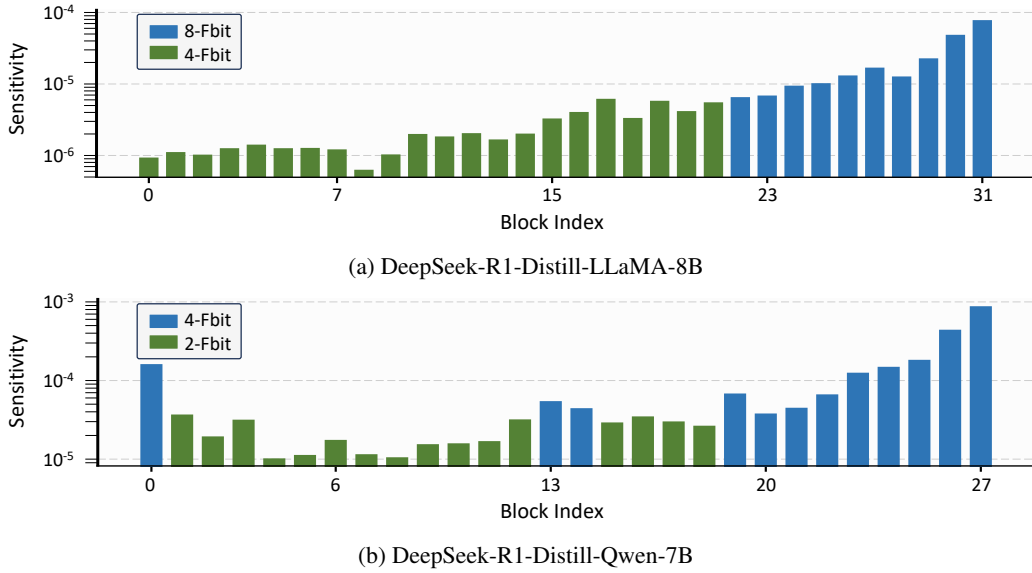 10⁻⁴
8-Fbit
4-Fbit
Sensitivity
10⁻⁵
10⁻⁶
0 7 15 23 31
Block Index
(a) DeepSeek-R1-Distill-LLaMA-8B
10⁻³
4-Fbit
2-Fbit
Sensitivity
10⁻⁴
10⁻⁵
0 6 13 20 27
Block Index
(b) DeepSeek-R1-Distill-Qwen-7B